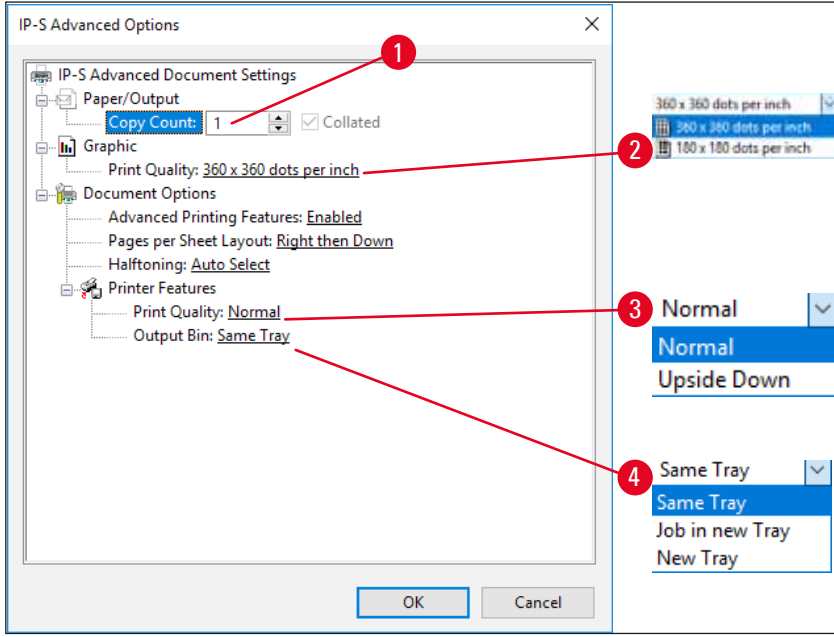 IP-S Advanced Options
IP-S Advanced Document Settings
Paper/Output
Copy Count: 1 Collated
Graphic
Print Quality: 360 x 360 dots per inch
Document Options
Advanced Printing Features: Enabled
Pages per Sheet Layout: Right then Down
Halftoning: Auto Select
Printer Features
Print Quality: Normal
Output Bin: Same Tray
OK Cancel
1
2
360 x 360 dots per inch
360 x 360 dots per inch
180 x 180 dots per inch
3
Normal
Normal
Upside Down
4
Same Tray
Same Tray
Job in new Tray
New Tray